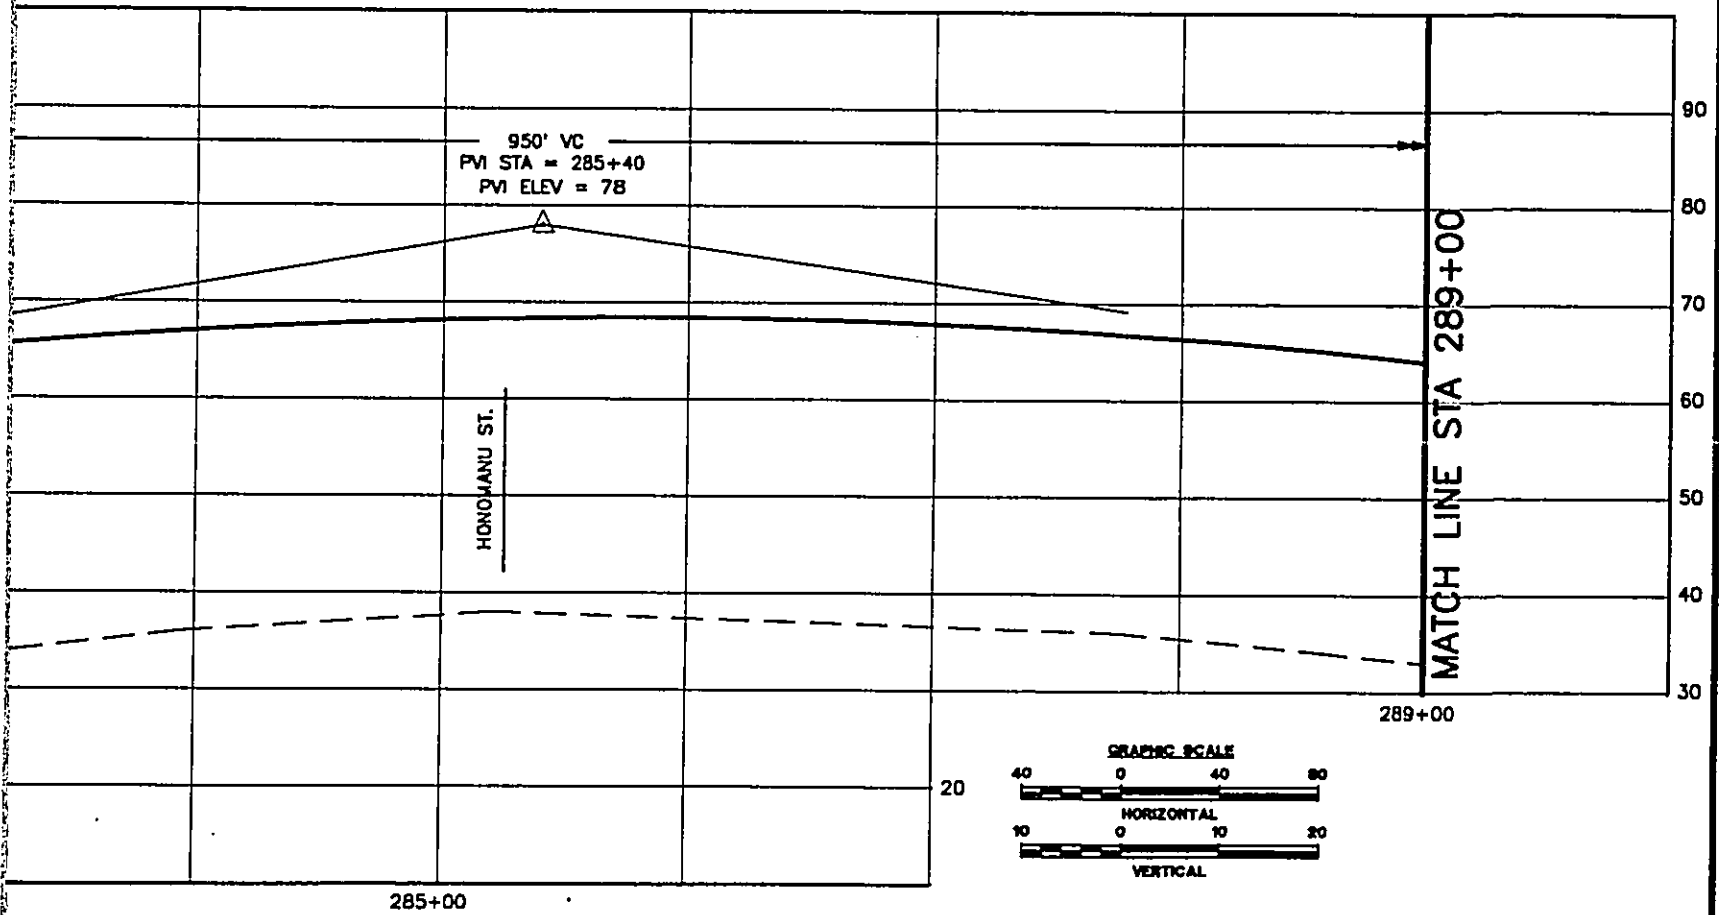 90
950' VC
PVI STA = 285+40
PVI ELEV = 78
80
70
60
50
40
30
HONOMANU ST.
MATCH LINE STA 289+00
289+00
20
GRAPHIC SCALE
40 0 40 80
HORIZONTAL
10 0 10 20
VERTICAL
285+00